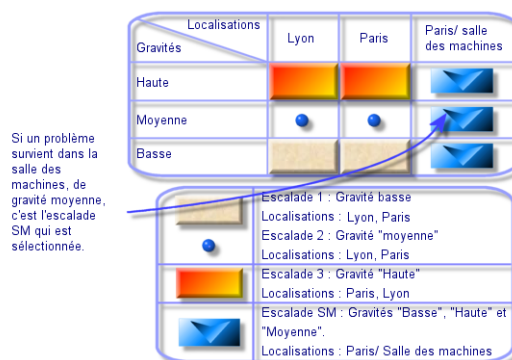 Localisations
Gravités
Lyon
Paris
Paris/ salle
des machines
Haute
Moyenne
Basse
Si un problème
survient dans la
salle des
machines, de
gravité moyenne,
c'est l'escalade
SM qui est
sélectionnée.
Escalade 1 : Gravité basse
Localisations : Lyon, Paris
Escalade 2 : Gravité "moyenne"
Localisations : Lyon, Paris
Escalade 3 : Gravité "Haute"
Localisations : Paris, Lyon
Escalade SM : Gravités "Basse", "Haute" et
"Moyenne".
Localisations : Paris/ Salle des machines